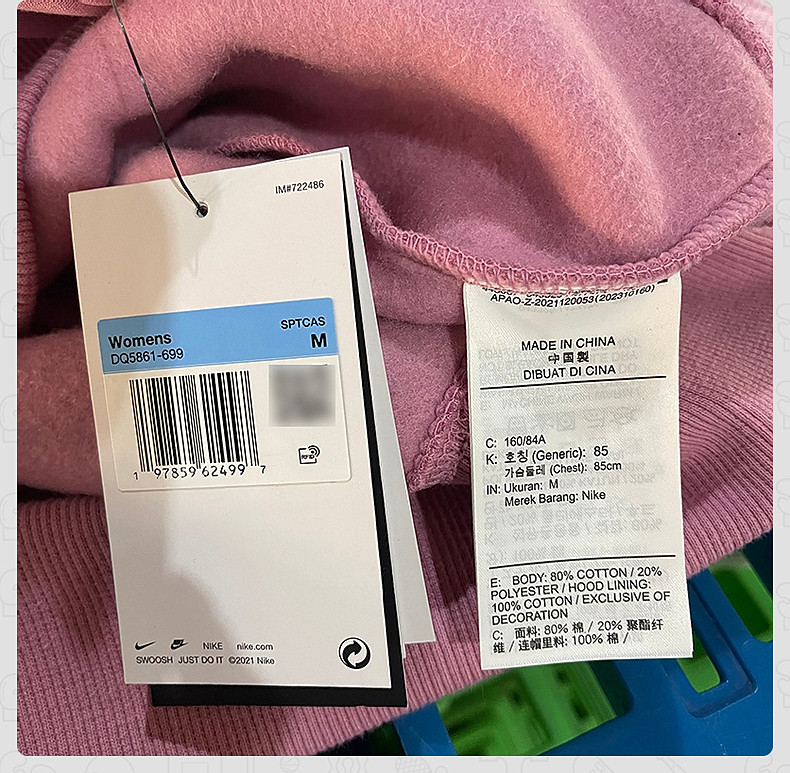 IM#722486
Womens
SPTCAS
DQ5861-699
M
1 97859 62499 7
RFID
NIKE nike.com
SWOOSH JUST DO IT ©2021 Nike
APAO-Z-2021120053(202310160)
MADE IN CHINA
中国製
DIBUAT DI CINA
C: 160/84A
K: 호칭 (Generic): 85
가슴둘레 (Chest): 85cm
IN: Ukuran: M
Merek Barang: Nike
E: BODY: 80% COTTON / 20%
POLYESTER / HOOD LINING:
100% COTTON / EXCLUSIVE OF
DECORATION
C: 面料: 80% 棉 / 20% 聚酯纤
维 / 连帽里料: 100% 棉 /